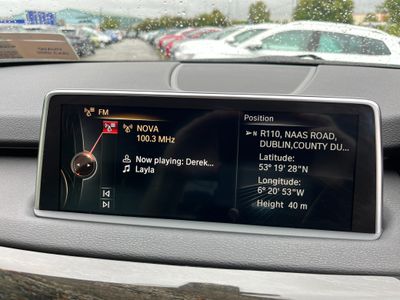 FM
NOVA
100.3 MHz
Now playing: Derek...
Layla
Position
N R110, NAAS ROAD,
DUBLIN,COUNTY DU...
Latitude:
53° 19' 28"N
Longitude:
6° 20' 53"W
Height 40 m